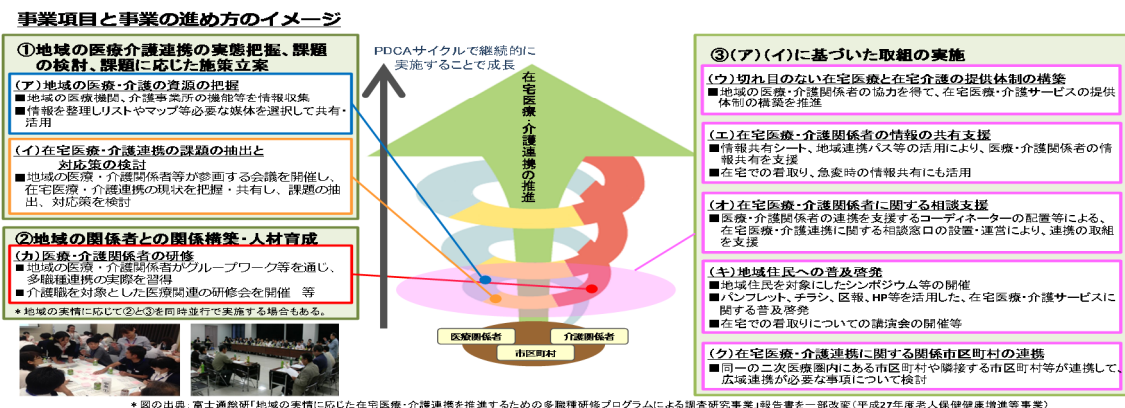 事業項目と事業の進め方のイメージ
①地域の医療介護連携の実態把握、課題
の検討、課題に応じた施策立案
(ア)地域の医療・介護の資源の把握
■地域の医療機関、介護事業所の機能等を情報収集
■情報を整理しリストやマップ等必要な媒体を選択して共有・
活用
(イ)在宅医療・介護連携の課題の抽出と
対応策の検討
■地域の医療・介護関係者等が参画する会議を開催し、
在宅医療・介護連携の現状を把握・共有し、課題の抽
出、対応策を検討
②地域の関係者との関係構築・人材育成
(カ)医療・介護関係者の研修
■地域の医療・介護関係者がグループワーク等を通じ、
多職種連携の実際を習得
■介護職を対象とした医療関連の研修会を開催 等
*地域の実情に応じて②と③を同時並行で実施する場合もある。
PDCAサイクルで継続的に
実施することで成長
在宅医療・介護連携の推進
医療関係者
介護関係者
市区町村
③(ア)(イ)に基づいた取組の実施
(ウ)切れ目のない在宅医療と在宅介護の提供体制の構築
■地域の医療・介護関係者の協力を得て、在宅医療・介護サービスの提供
体制の構築を推進
(エ)在宅医療・介護関係者の情報の共有支援
■情報共有シート、地域連携パス等の活用により、医療・介護関係者の情
報共有を支援
■在宅での看取り、急変時の情報共有にも活用
(オ)在宅医療・介護関係者に関する相談支援
■医療・介護関係者の連携を支援するコーディネーターの配置等による、
在宅医療・介護連携に関する相談窓口の設置・運営により、連携の取組
を支援
(キ)地域住民への普及啓発
■地域住民を対象にしたシンポジウム等の開催
■パンフレット、チラシ、区報、HP等を活用した、在宅医療・介護サービスに
関する普及啓発
■在宅での看取りについての講演会の開催等
(ク)在宅医療・介護連携に関する関係市区町村の連携
■同一の二次医療圏内にある市区町村や隣接する市区町村等が連携して、
広域連携が必要な事項について検討
*図の出典:富士通総研「地域の実情に応じた在宅医療・介護連携を推進するための多職種研修プログラムによる調査研究事業」報告書を一部改変(平成27年度老人保健健康増進等事業)